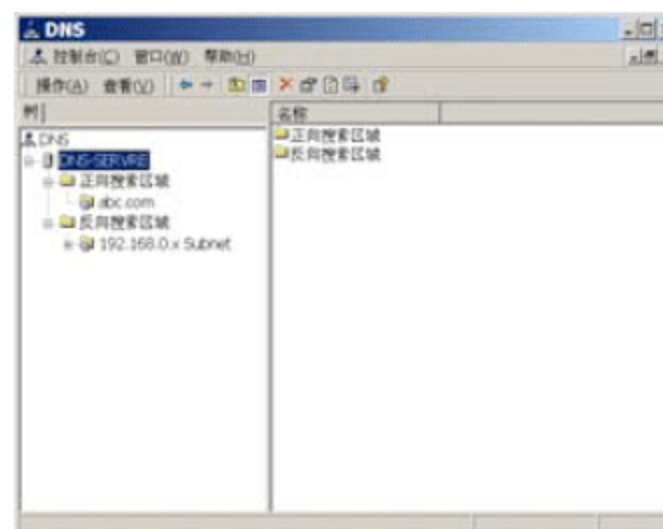 DNS
控制台(C) 窗口(W) 帮助(H)
操作(A) 查看(V)
树
名称
DNS
DNS-SERVRE
正向搜索区域
abc.com
反向搜索区域
192.168.0.x Subnet
正向搜索区域
反向搜索区域